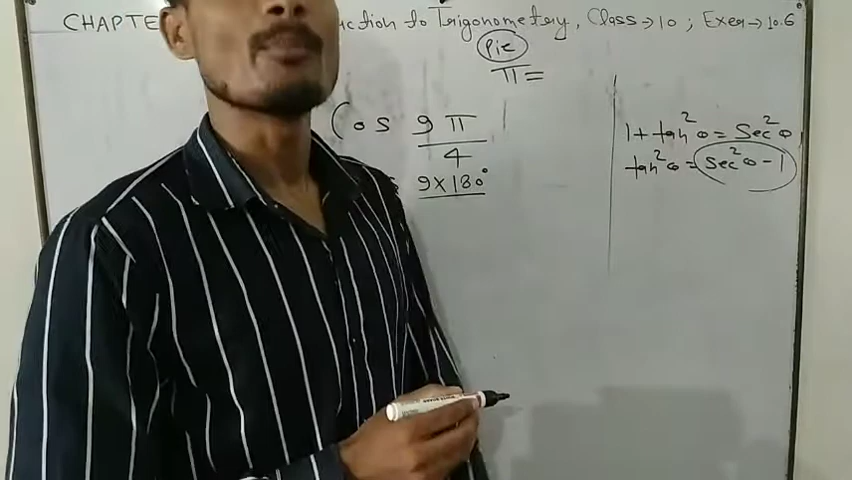 CHAPTE uction to Trigonometry, Class→10 ; Exer→10.6
Pie
π=
Cos 9π/4
9×180°
1+tan²θ=Sec²θ,
tan²θ=Sec²θ-1